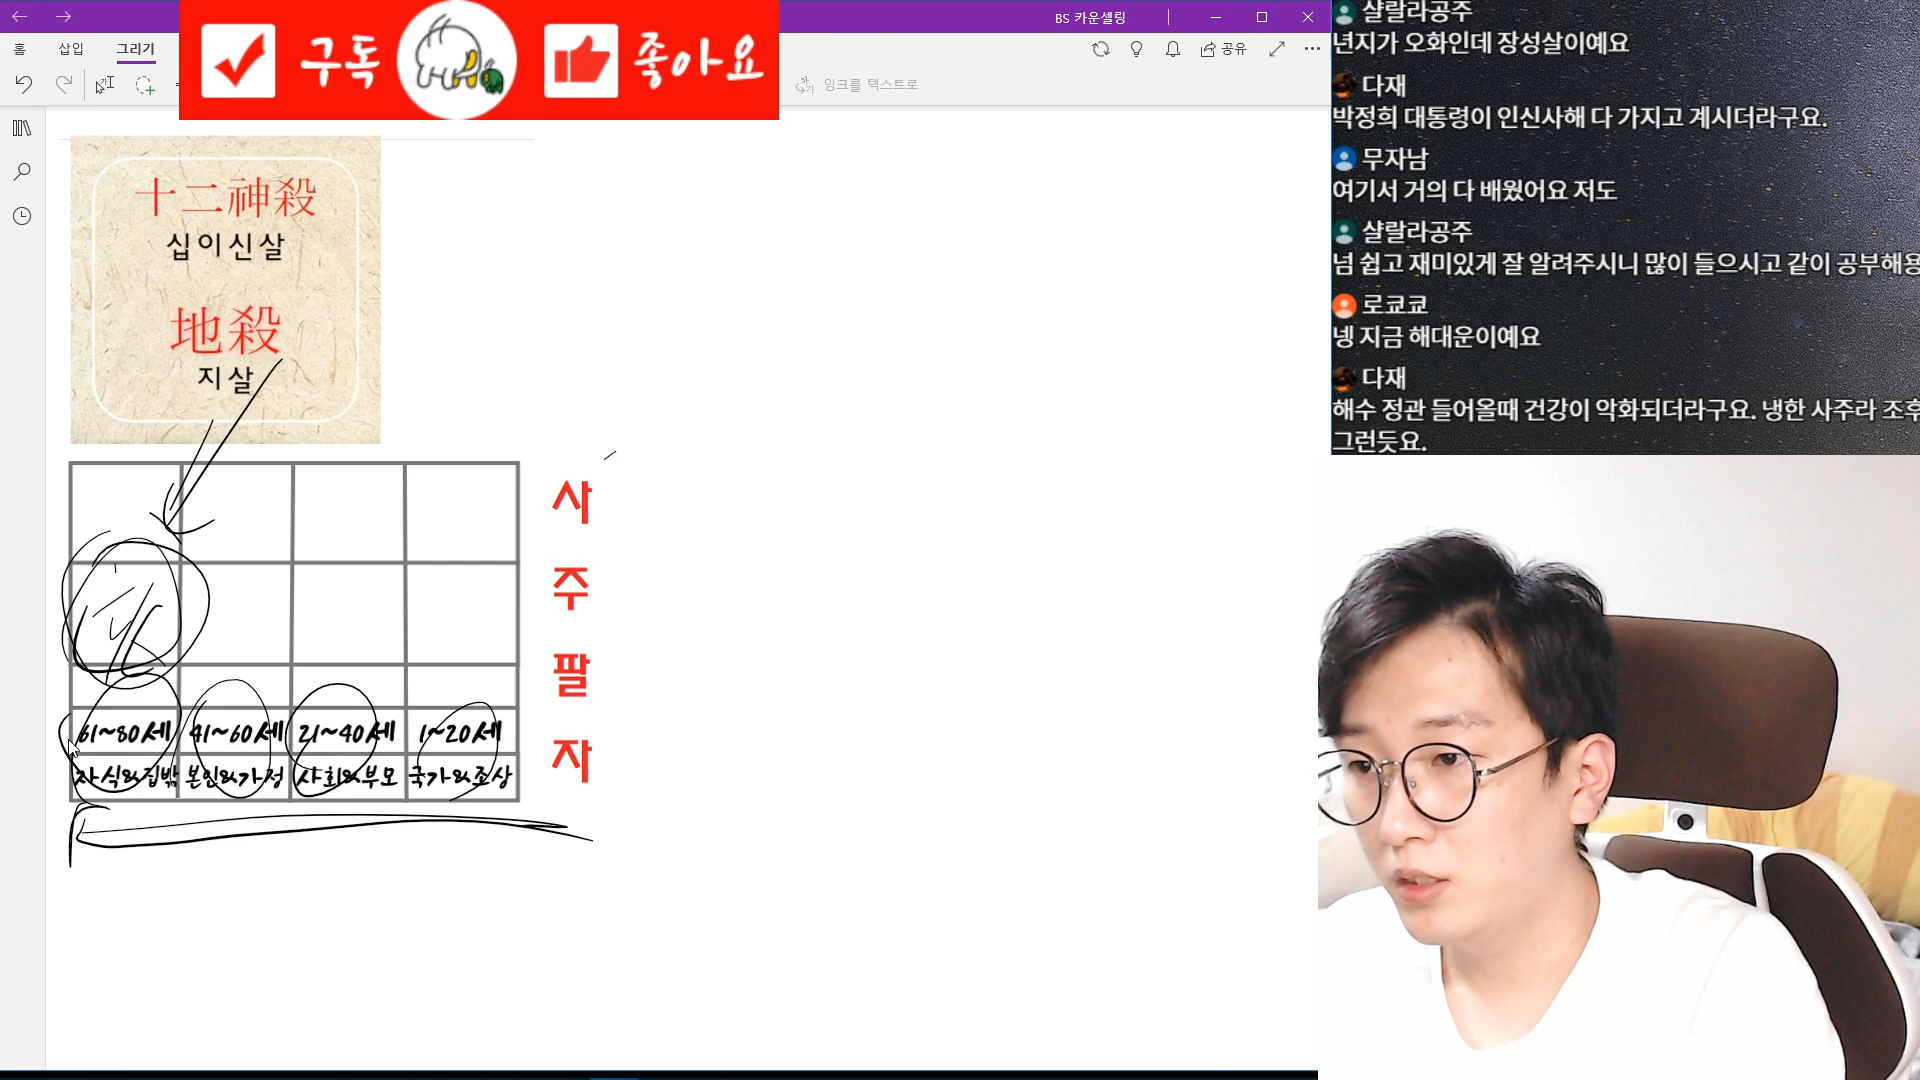 BS 카운셀링
홈 삽입 그리기
공유
잉크를 텍스트로
구독 좋아요
十二神殺
십이신살
地殺
지살
사
주
팔
자
61~80세 41~60세 21~40세 1~20세
자식&집밖 본인&가정 사회&부모 국가&조상
샬랄라공주
년지가 오화인데 장성살이예요
다재
박정희 대통령이 인신사해 다 가지고 계시더라구요.
무자남
여기서 거의 다 배웠어요 저도
샬랄라공주
넘 쉽고 재미있게 잘 알려주시니 많이 들으시고 같이 공부해용
로쿄쿄
넹 지금 해대운이예요
다재
해수 정관 들어올때 건강이 악화되더라구요. 냉한 사주라 조후
그런듯요.